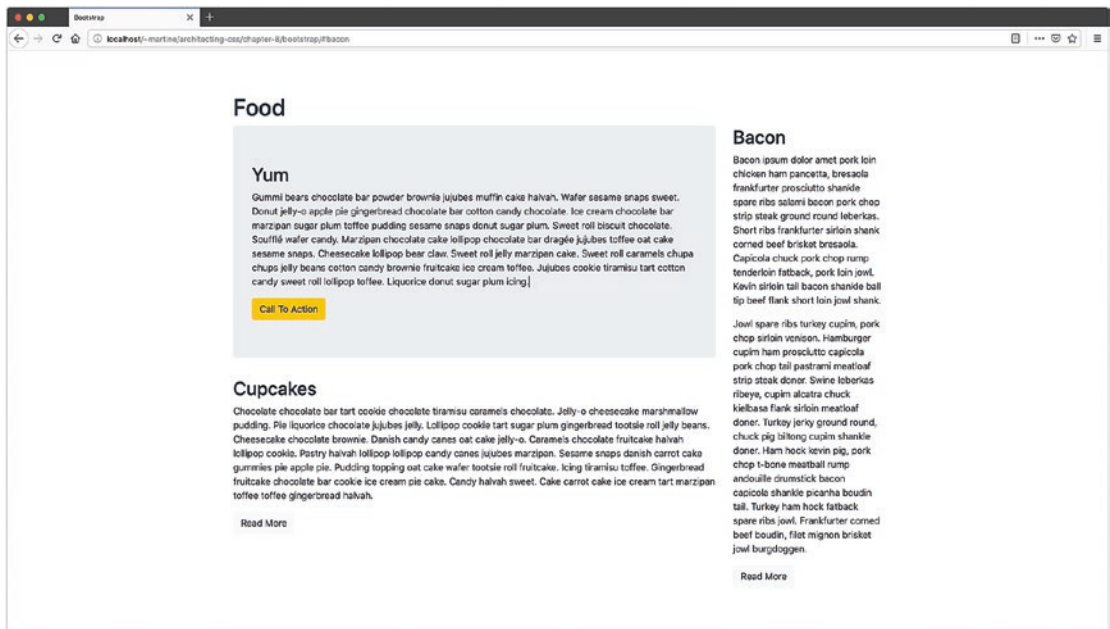 Bootstrap
localhost/~martine/architecting-css/chapter-8/bootstrap/#bacon
Food
Yum
Gummi bears chocolate bar powder brownie jujubes muffin cake halvah. Wafer sesame snaps sweet.
Donut jelly-o apple pie gingerbread chocolate bar cotton candy chocolate. Ice cream chocolate bar
marzipan sugar plum toffee pudding sesame snaps donut sugar plum. Sweet roll biscuit chocolate.
Soufflé wafer candy. Marzipan chocolate cake lollipop chocolate bar dragée jujubes toffee oat cake
sesame snaps. Cheesecake lollipop bear claw. Sweet roll jelly marzipan cake. Sweet roll caramels chupa
chups jelly beans cotton candy brownie fruitcake ice cream toffee. Jujubes cookie tiramisu tart cotton
candy sweet roll lollipop toffee. Liquorice donut sugar plum icing.
Call To Action
Cupcakes
Chocolate chocolate bar tart cookie chocolate tiramisu caramels chocolate. Jelly-o cheesecake marshmallow
pudding. Pie liquorice chocolate jujubes jelly. Lollipop cookie tart sugar plum gingerbread tootsie roll jelly beans.
Cheesecake chocolate brownie. Danish candy canes oat cake jelly-o. Caramels chocolate fruitcake halvah
lollipop cookie. Pastry halvah lollipop lollipop candy canes jujubes marzipan. Sesame snaps danish carrot cake
gummies pie apple pie. Pudding topping oat cake wafer tootsie roll fruitcake. Icing tiramisu toffee. Gingerbread
fruitcake chocolate bar cookie ice cream pie cake. Candy halvah sweet. Cake carrot cake ice cream tart marzipan
toffee toffee gingerbread halvah.
Read More
Bacon
Bacon ipsum dolor amet pork loin
chicken ham pancetta, bresaola
frankfurter prosciutto shankle
spare ribs salami bacon pork chop
strip steak ground round leberkas.
Short ribs frankfurter sirloin shank
corned beef brisket bresaola.
Capicola chuck pork chop rump
tenderloin fatback, pork loin jowl.
Kevin sirloin tail bacon shankle ball
tip beef flank short loin jowl shank.
Jowl spare ribs turkey cupim, pork
chop sirloin venison. Hamburger
cupim ham prosciutto capicola
pork chop tail pastrami meatloaf
strip steak doner. Swine leberkas
ribeye, cupim alcatra chuck
kielbasa flank sirloin meatloaf
doner. Turkey jerky ground round,
chuck pig biltong cupim shankle
doner. Ham hock kevin pig, pork
chop t-bone meatball rump
andouille drumstick bacon
capicola shankle picanha boudin
tail. Turkey ham hock fatback
spare ribs jowl. Frankfurter corned
beef boudin, filet mignon brisket
jowl burgdoggen.
Read More